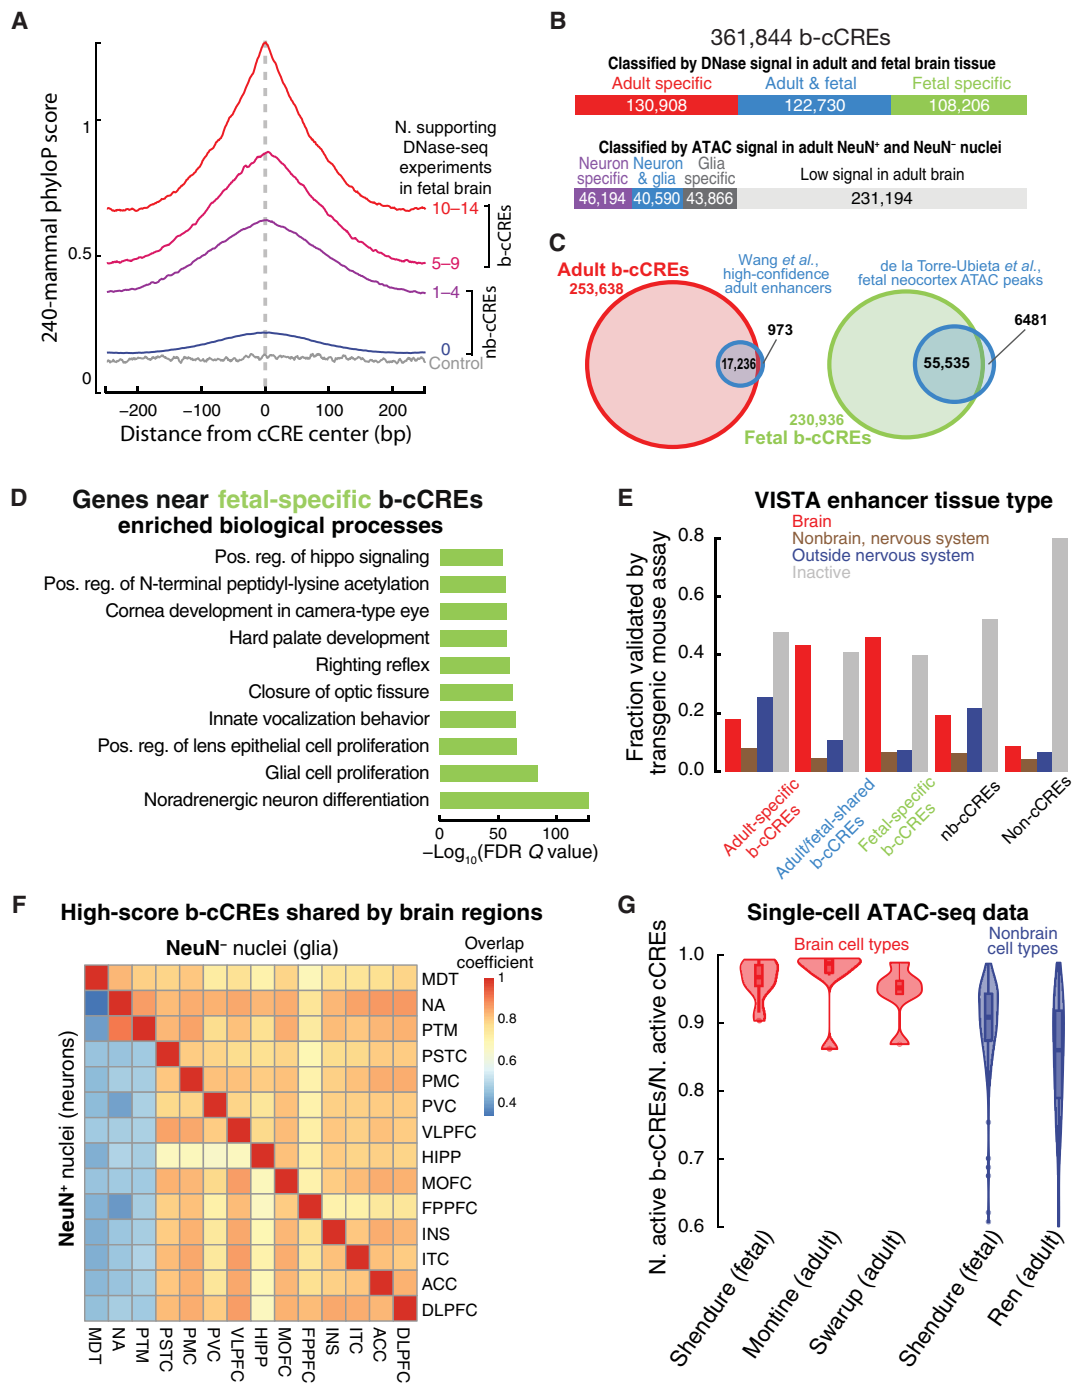 A
240-mammal phyloP score
1
0.5
0
−200
−100
0
100
200
Distance from cCRE center (bp)
N. supporting
DNase-seq
experiments
in fetal brain
10–14
5–9
1–4
0
Control
b-cCREs
nb-cCREs
B
361,844 b-cCREs
Classified by DNase signal in adult and fetal brain tissue
Adult specific
Adult & fetal
Fetal specific
130,908
122,730
108,206
Classified by ATAC signal in adult NeuN⁺ and NeuN⁻ nuclei
Neuron specific
Neuron & glia
Glia specific
Low signal in adult brain
46,194
40,590
43,866
231,194
C
Adult b-cCREs
253,638
Wang et al.,
high-confidence
adult enhancers
973
17,236
de la Torre-Ubieta et al.,
fetal neocortex ATAC peaks
6481
55,535
230,936
Fetal b-cCREs
D
Genes near fetal-specific b-cCREs
enriched biological processes
Pos. reg. of hippo signaling
Pos. reg. of N-terminal peptidyl-lysine acetylation
Cornea development in camera-type eye
Hard palate development
Righting reflex
Closure of optic fissure
Innate vocalization behavior
Pos. reg. of lens epithelial cell proliferation
Glial cell proliferation
Noradrenergic neuron differentiation
0
50
100
−Log₁₀(FDR Q value)
E
VISTA enhancer tissue type
Brain
Nonbrain, nervous system
Outside nervous system
Inactive
Fraction validated by
transgenic mouse assay
0.8
0.6
0.4
0.2
0.0
Adult-specific
b-cCREs
Adult/fetal-shared
b-cCREs
Fetal-specific
b-cCREs
nb-cCREs
Non-cCREs
F
High-score b-cCREs shared by brain regions
NeuN⁻ nuclei (glia)
Overlap
coefficient
1
0.8
0.6
0.4
NeuN⁺ nuclei (neurons)
MDT
NA
PTM
PSTC
PMC
PVC
VLPFC
HIPP
MOFC
FPPFC
INS
ITC
ACC
DLPFC
MDT
NA
PTM
PSTC
PMC
PVC
VLPFC
HIPP
MOFC
FPPFC
INS
ITC
ACC
DLPFC
G
Single-cell ATAC-seq data
Brain cell types
Nonbrain
cell types
N. active b-cCREs/N. active cCREs
1.0
0.9
0.8
0.7
0.6
Shendure (fetal)
Montine (adult)
Swarup (adult)
Shendure (fetal)
Ren (adult)